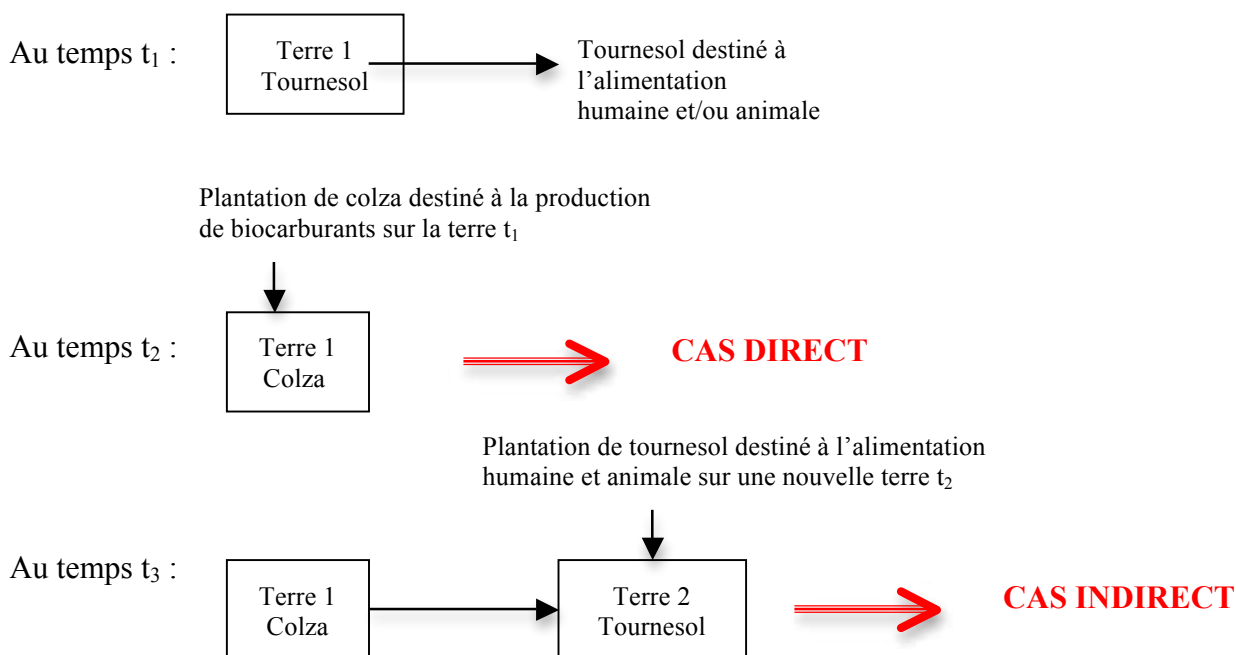 Au temps t₁ :
Terre 1
Tournesol
Tournesol destiné à
l’alimentation
humaine et/ou animale
Plantation de colza destiné à la production
de biocarburants sur la terre t₁
Au temps t₂ :
Terre 1
Colza
CAS DIRECT
Plantation de tournesol destiné à l’alimentation
humaine et animale sur une nouvelle terre t₂
Au temps t₃ :
Terre 1
Colza
Terre 2
Tournesol
CAS INDIRECT